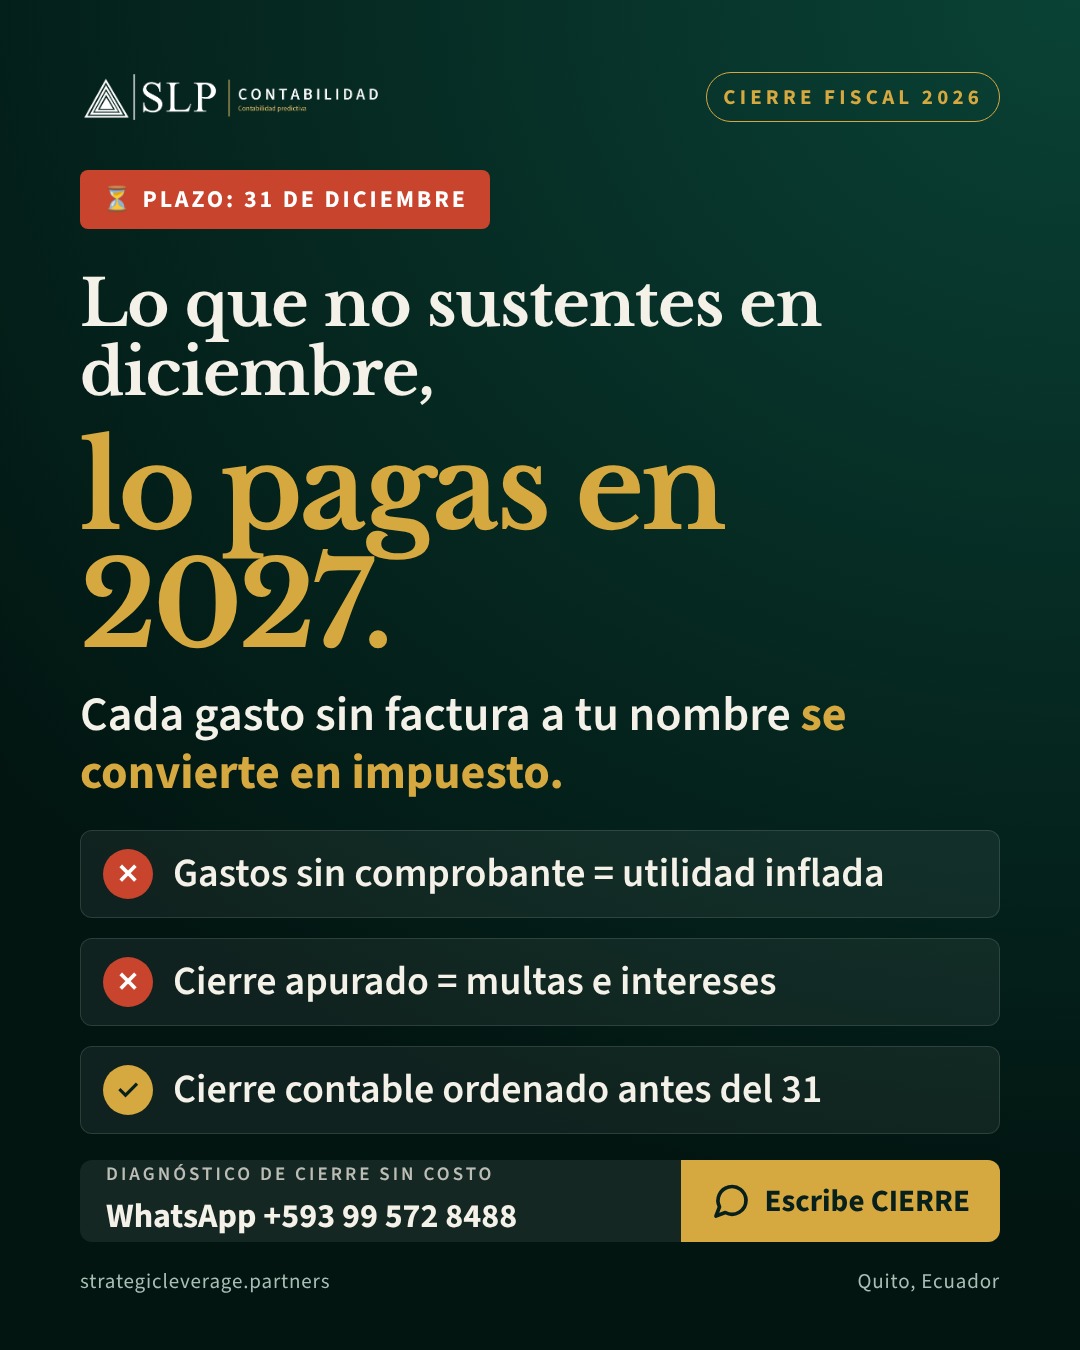 SLP
CONTABILIDAD
Contabilidad predictiva
CIERRE FISCAL 2026
⏳ PLAZO: 31 DE DICIEMBRE
Lo que no sustentes en
diciembre,
lo pagas en
2027.
Cada gasto sin factura a tu nombre se
convierte en impuesto.
Gastos sin comprobante = utilidad inflada
Cierre apurado = multas e intereses
Cierre contable ordenado antes del 31
DIAGNÓSTICO DE CIERRE SIN COSTO
WhatsApp +593 99 572 8488
Escribe CIERRE
strategicleverage.partners
Quito, Ecuador